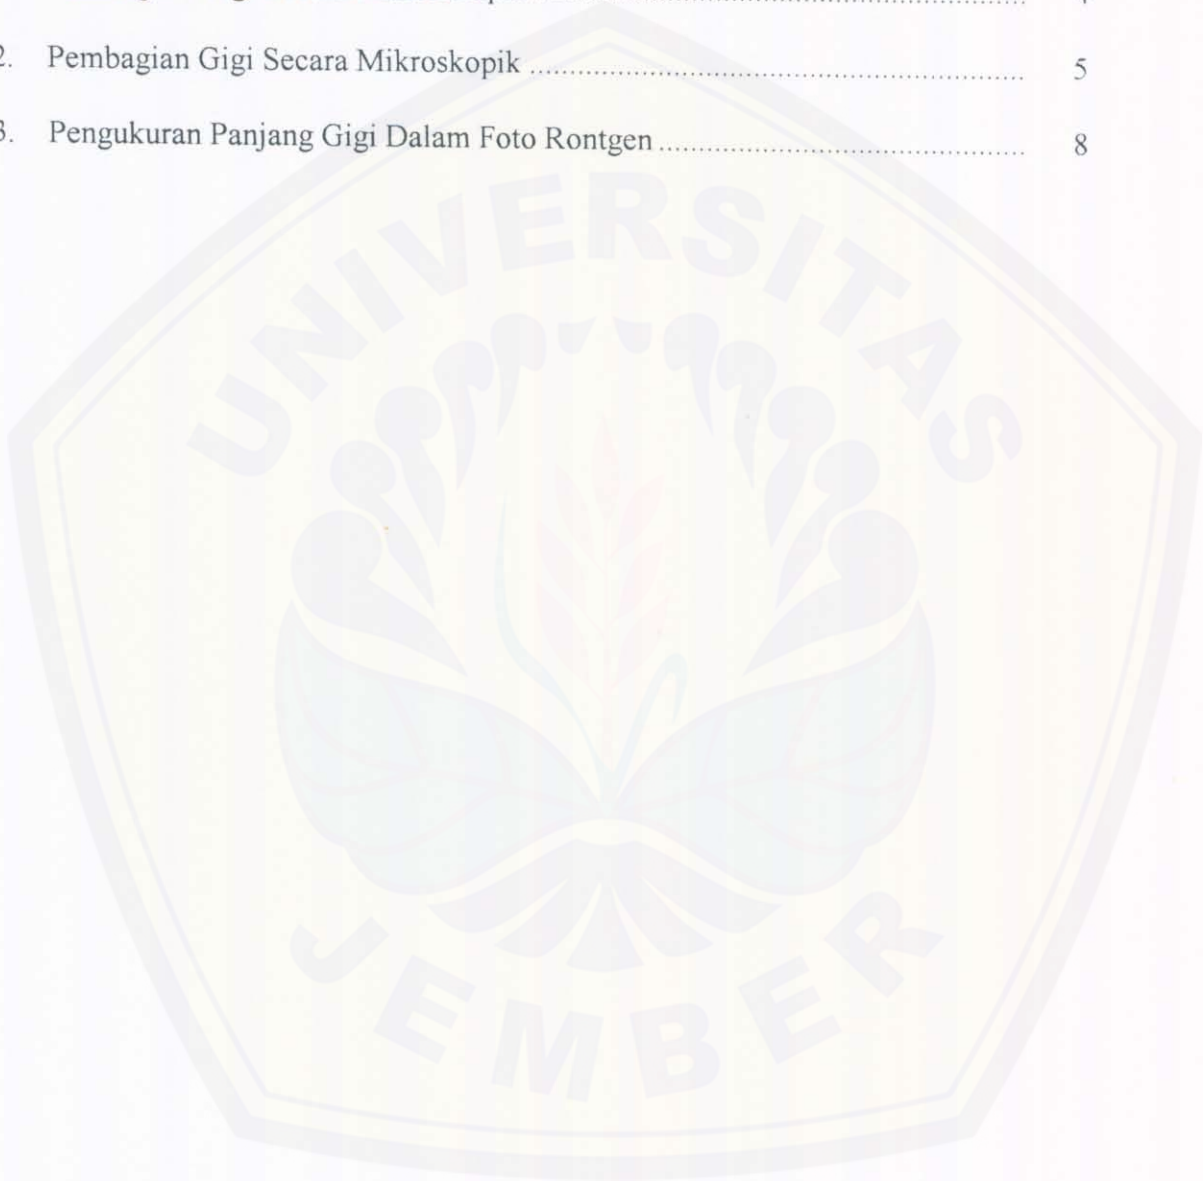 2. Pembagian Gigi Secara Mikroskopik ........................................................ 5
3. Pengukuran Panjang Gigi Dalam Foto Rontgen ........................................ 8
UNIVERSITAS
JEMBER